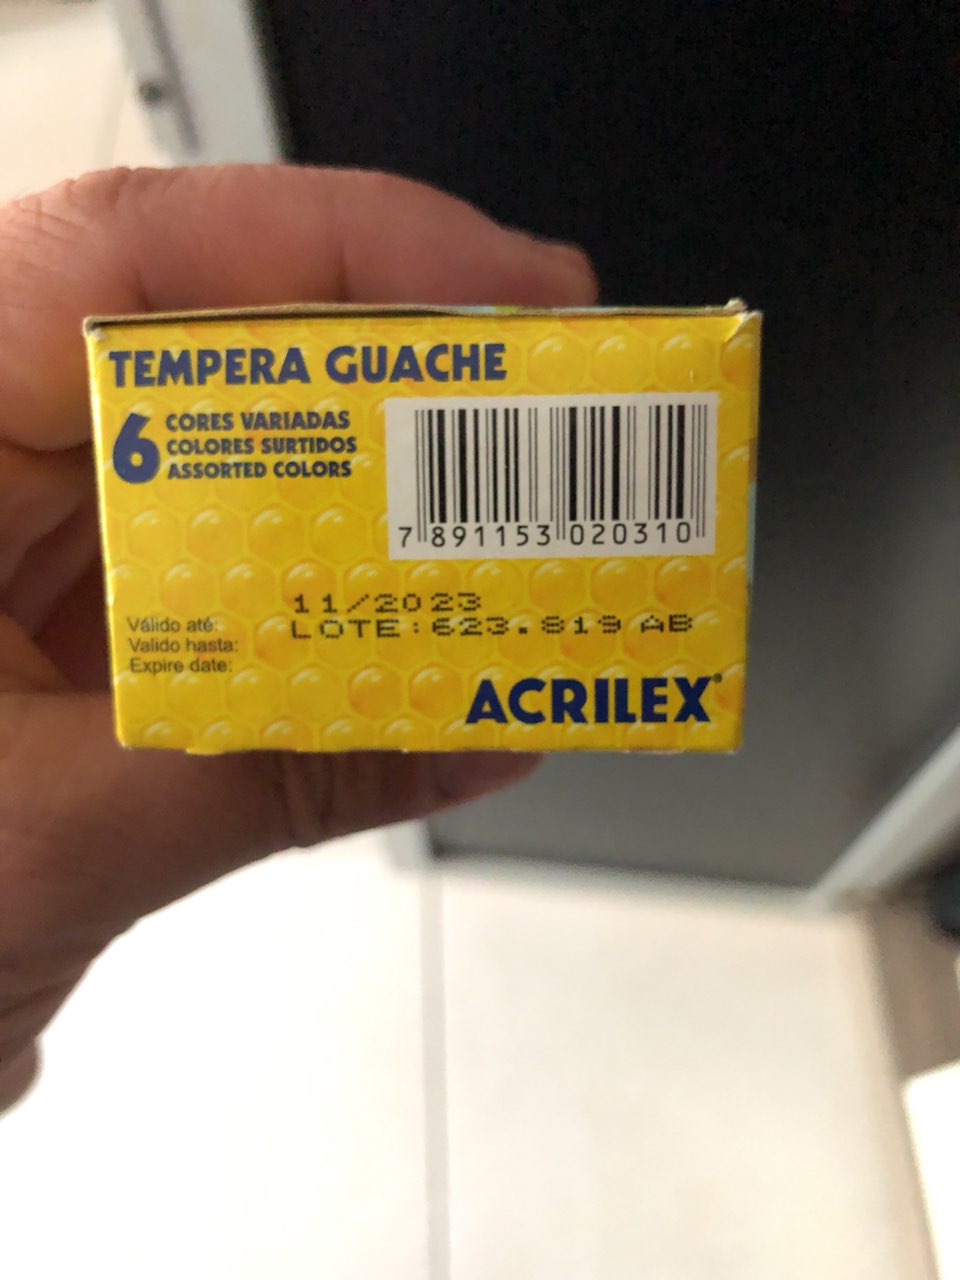 TEMPERA GUACHE
6 CORES VARIADAS
COLORES SURTIDOS
ASSORTED COLORS
7 891153 020310
11/2023
LOTE: 623.819 AB
Válido até:
Valido hasta:
Expire date:
ACRILEX®